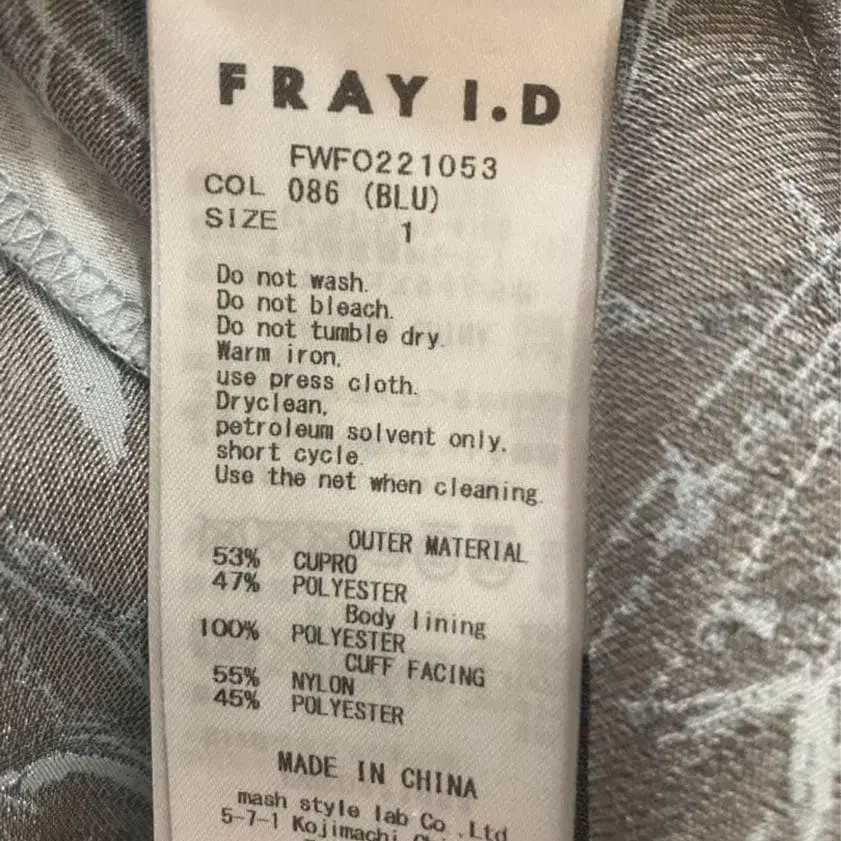 FRAY I.D
FWFO221053
COL 086 (BLU)
SIZE 1
Do not wash.
Do not bleach.
Do not tumble dry.
Warm iron.
use press cloth.
Dryclean,
petroleum solvent only.
short cycle.
Use the net when cleaning.
OUTER MATERIAL
53% CUPRO
47% POLYESTER
Body lining
100% POLYESTER
CUFF FACING
55% NYLON
45% POLYESTER
MADE IN CHINA
mash style lab Co.,Ltd
5-7-1 Kojimachi